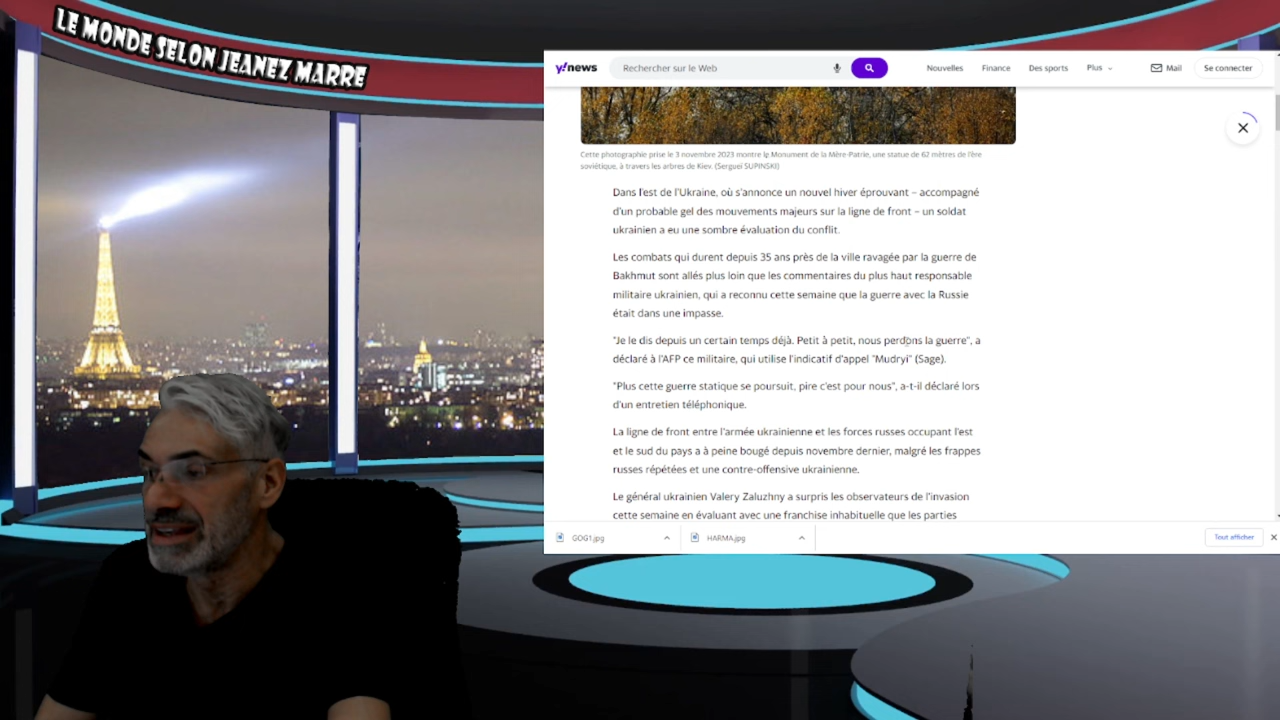 LE MONDE SELON JEANEZ MARRE
y!news
Rechercher sur le Web
Nouvelles Finance Des sports Plus Mail Se connecter
Cette photographie prise le 3 novembre 2023 montre le Monument de la Mère-Patrie, une statue de 62 mètres de l'ère
soviétique, à travers les arbres de Kiev. (Sergueï SUPINSKI)
Dans l'est de l'Ukraine, où s'annonce un nouvel hiver éprouvant – accompagné
d'un probable gel des mouvements majeurs sur la ligne de front – un soldat
ukrainien a eu une sombre évaluation du conflit.
Les combats qui durent depuis 35 ans près de la ville ravagée par la guerre de
Bakhmut sont allés plus loin que les commentaires du plus haut responsable
militaire ukrainien, qui a reconnu cette semaine que la guerre avec la Russie
était dans une impasse.
"Je le dis depuis un certain temps déjà. Petit à petit, nous perdons la guerre", a
déclaré à l'AFP ce militaire, qui utilise l'indicatif d'appel "Mudryi" (Sage).
"Plus cette guerre statique se poursuit, pire c'est pour nous", a-t-il déclaré lors
d'un entretien téléphonique.
La ligne de front entre l'armée ukrainienne et les forces russes occupant l'est
et le sud du pays a à peine bougé depuis novembre dernier, malgré les frappes
russes répétées et une contre-offensive ukrainienne.
Le général ukrainien Valery Zaluzhny a surpris les observateurs de l'invasion
cette semaine en évaluant avec une franchise inhabituelle que les parties
GOG1.jpg HARMA.jpg Tout afficher